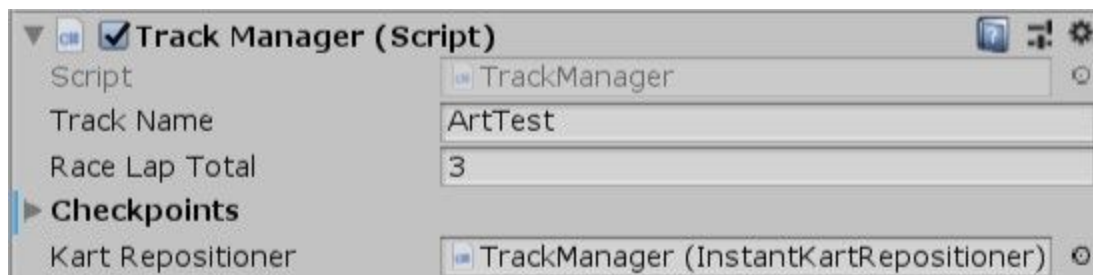 Track Manager (Script)
Script TrackManager
Track Name ArtTest
Race Lap Total 3
Checkpoints
Kart Repositioner TrackManager (InstantKartRepositioner)